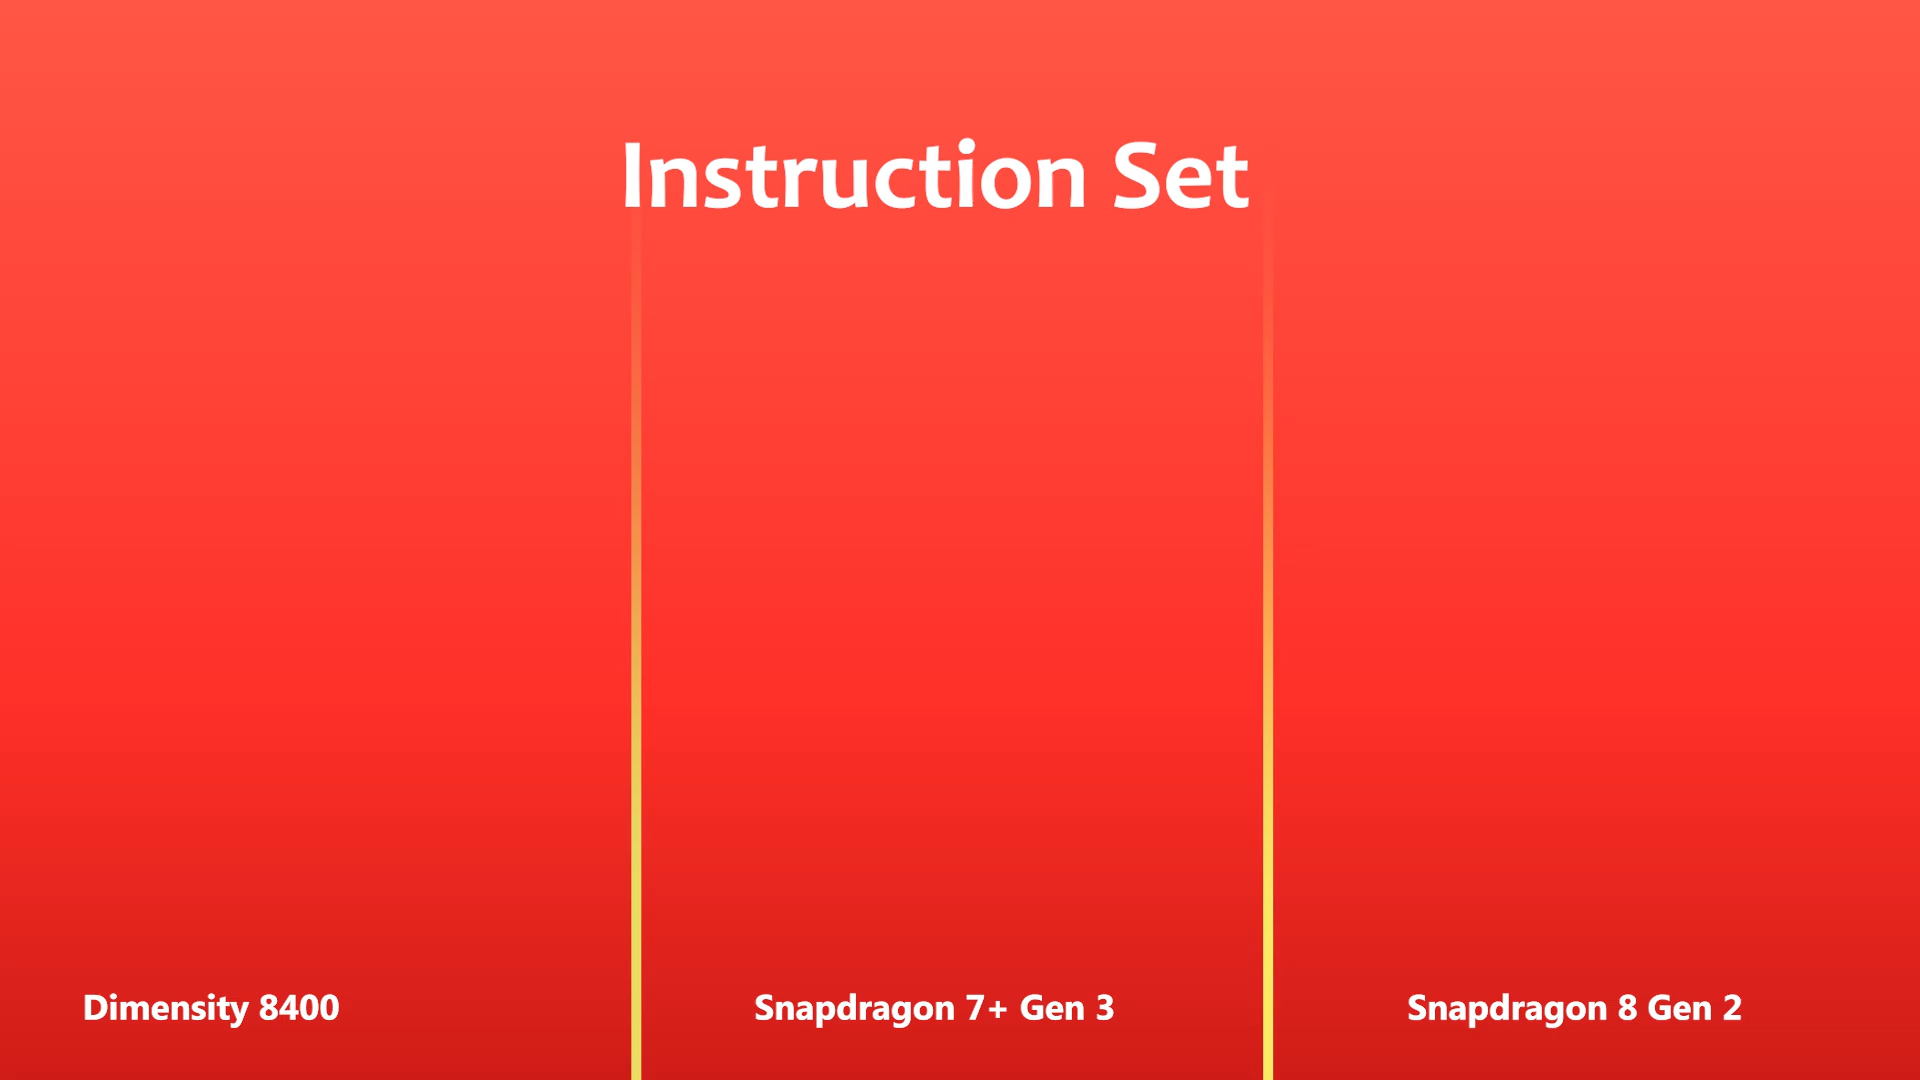 Instruction Set
Dimensity 8400
Snapdragon 7+ Gen 3
Snapdragon 8 Gen 2